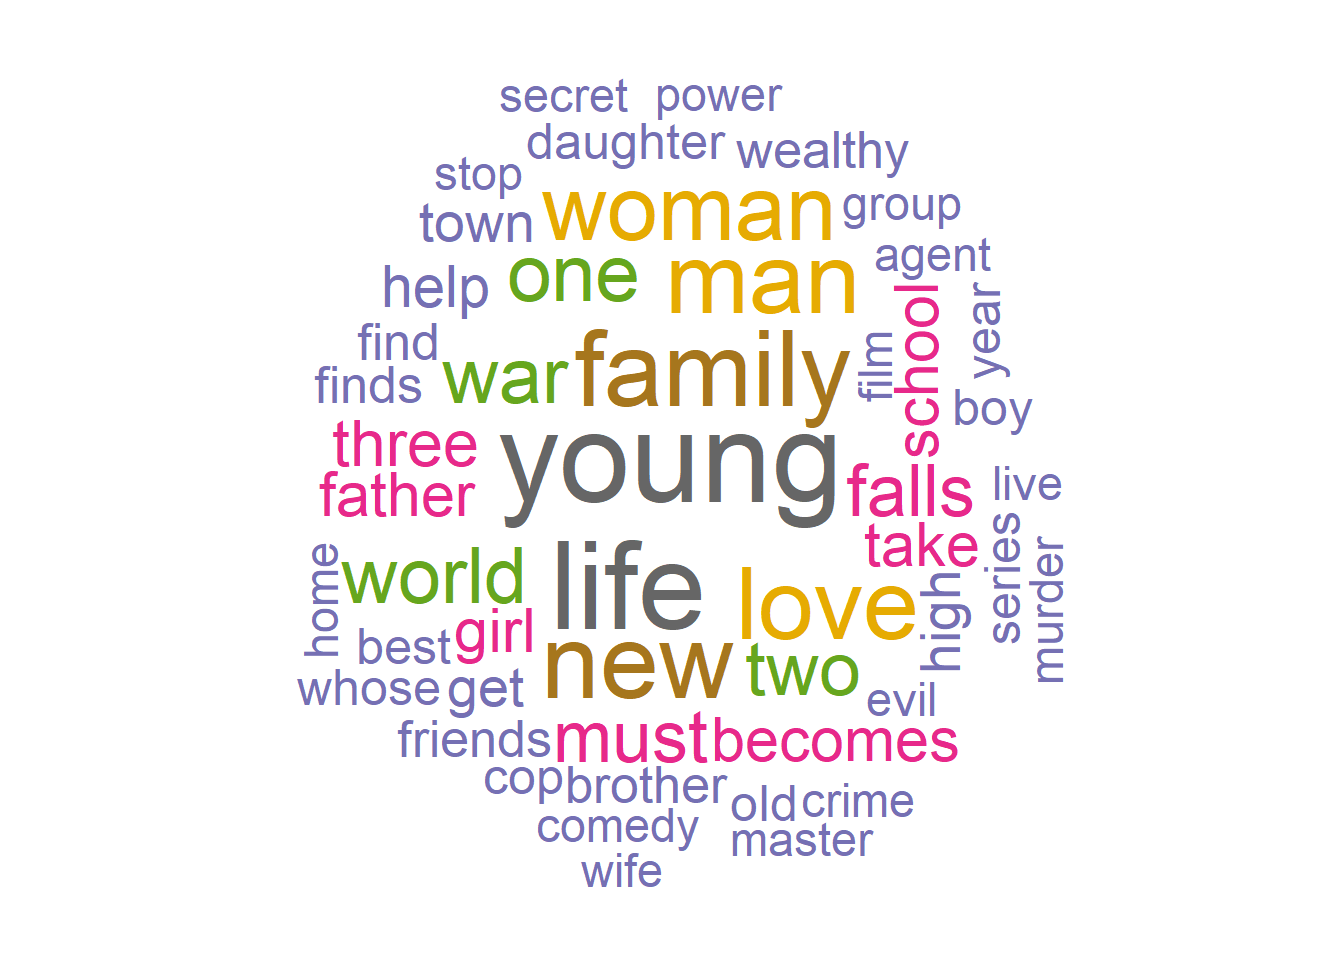 secret power
daughter wealthy
stop
woman group
town
one man agent
help
school
year
find
war family film
finds
boy
three
young
father
falls live
take
series
murder
home
world life love high
girl
best
new two
whose get
evil
friends must becomes
cop brother
old crime
comedy
master
wife